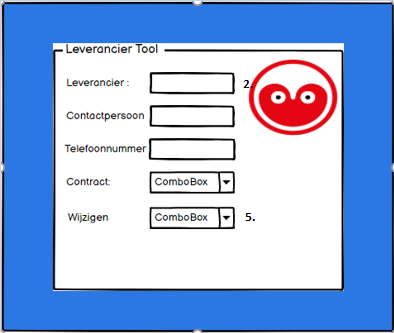 Leverancier Tool
Leverancier : 2.
Contactpersoon
Telefoonnummer
Contract: ComboBox
Wijzigen ComboBox 5.